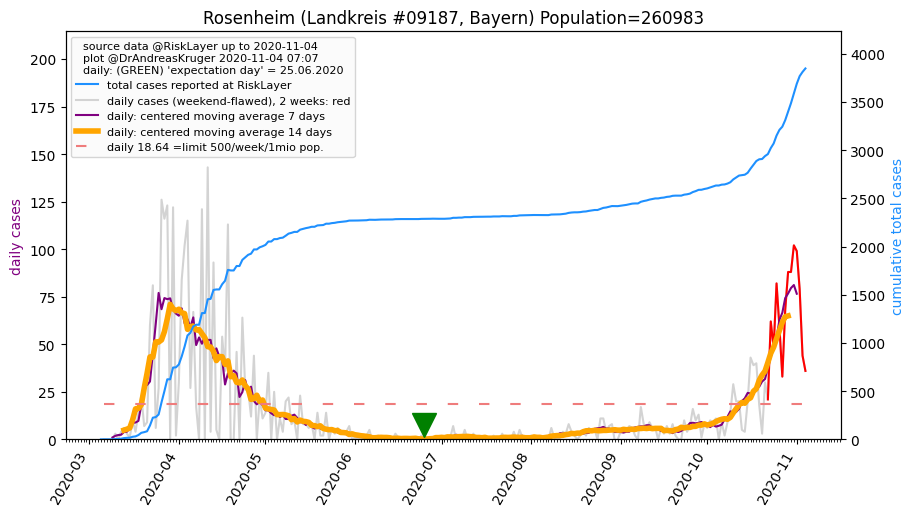 Rosenheim (Landkreis #09187, Bayern) Population=260983
source data @RiskLayer up to 2020-11-04
plot @DrAndreasKruger 2020-11-04 07:07
daily: (GREEN) 'expectation day' = 25.06.2020
total cases reported at RiskLayer
daily cases (weekend-flawed), 2 weeks: red
daily: centered moving average 7 days
daily: centered moving average 14 days
daily 18.64 =limit 500/week/1mio pop.
daily cases
200
175
150
125
100
75
50
25
0
cumulative total cases
4000
3500
3000
2500
2000
1500
1000
500
0
2020-03
2020-04
2020-05
2020-06
2020-07
2020-08
2020-09
2020-10
2020-11